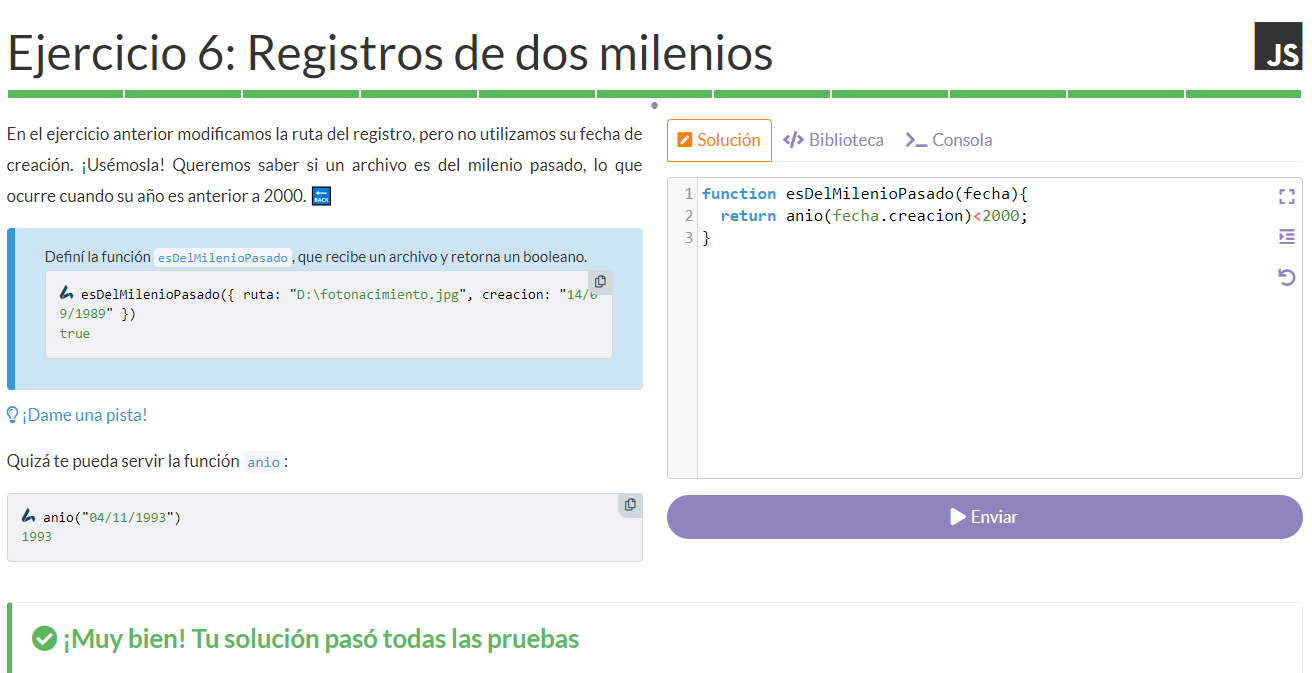 Ejercicio 6: Registros de dos milenios
JS
En el ejercicio anterior modificamos la ruta del registro, pero no utilizamos su fecha de
creación. ¡Usémosla! Queremos saber si un archivo es del milenio pasado, lo que
ocurre cuando su año es anterior a 2000. BACK
Definí la función esDelMilenioPasado, que recibe un archivo y retorna un booleano.
esDelMilenioPasado({ ruta: "D:\fotonacimiento.jpg", creacion: "14/0
9/1989" })
true
¡Dame una pista!
Quizá te pueda servir la función anio:
anio("04/11/1993")
1993
Solución
</> Biblioteca
>_ Consola
1 function esDelMilenioPasado(fecha){
2 return anio(fecha.creacion)<2000;
3 }
Enviar
¡Muy bien! Tu solución pasó todas las pruebas